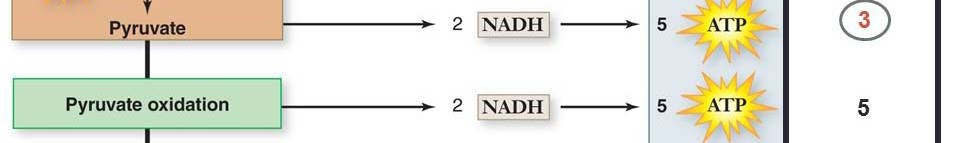 Pyruvate 2 NADH 5 ATP 3
Pyruvate oxidation 2 NADH 5 ATP 5